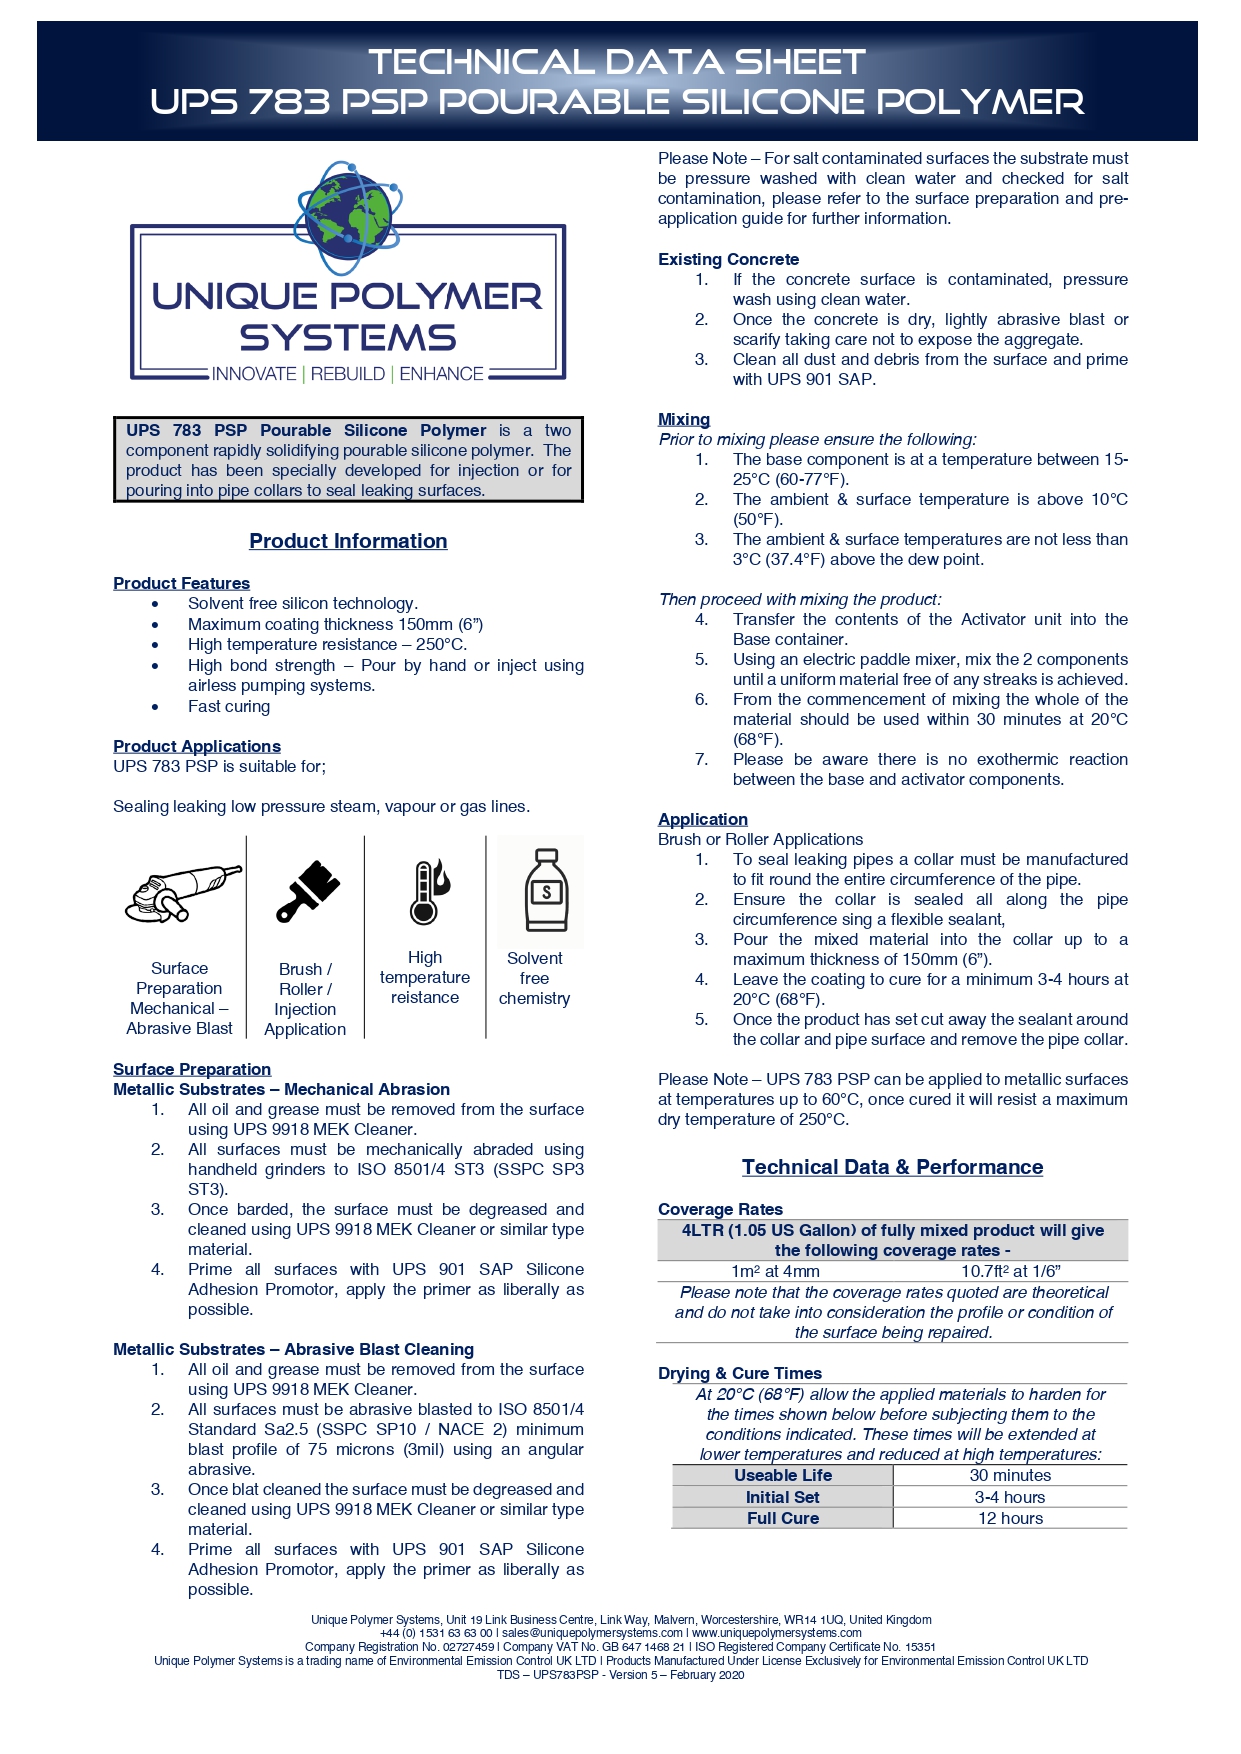 TECHNICAL DATA SHEET
UPS 783 PSP POURABLE SILICONE POLYMER
UNIQUE POLYMER
SYSTEMS
INNOVATE | REBUILD | ENHANCE
UPS 783 PSP Pourable Silicone Polymer is a two
component rapidly solidifying pourable silicone polymer. The
product has been specially developed for injection or for
pouring into pipe collars to seal leaking surfaces.
Product Information
Product Features
• Solvent free silicon technology.
• Maximum coating thickness 150mm (6”)
• High temperature resistance – 250°C.
• High bond strength – Pour by hand or inject using
airless pumping systems.
• Fast curing
Product Applications
UPS 783 PSP is suitable for;
Sealing leaking low pressure steam, vapour or gas lines.
Surface
Preparation
Mechanical –
Abrasive Blast
Brush /
Roller /
Injection
Application
High
temperature
reistance
S
Solvent
free
chemistry
Surface Preparation
Metallic Substrates – Mechanical Abrasion
1. All oil and grease must be removed from the surface
using UPS 9918 MEK Cleaner.
2. All surfaces must be mechanically abraded using
handheld grinders to ISO 8501/4 ST3 (SSPC SP3
ST3).
3. Once barded, the surface must be degreased and
cleaned using UPS 9918 MEK Cleaner or similar type
material.
4. Prime all surfaces with UPS 901 SAP Silicone
Adhesion Promotor, apply the primer as liberally as
possible.
Metallic Substrates – Abrasive Blast Cleaning
1. All oil and grease must be removed from the surface
using UPS 9918 MEK Cleaner.
2. All surfaces must be abrasive blasted to ISO 8501/4
Standard Sa2.5 (SSPC SP10 / NACE 2) minimum
blast profile of 75 microns (3mil) using an angular
abrasive.
3. Once blat cleaned the surface must be degreased and
cleaned using UPS 9918 MEK Cleaner or similar type
material.
4. Prime all surfaces with UPS 901 SAP Silicone
Adhesion Promotor, apply the primer as liberally as
possible.
Please Note – For salt contaminated surfaces the substrate must
be pressure washed with clean water and checked for salt
contamination, please refer to the surface preparation and pre-
application guide for further information.
Existing Concrete
1. If the concrete surface is contaminated, pressure
wash using clean water.
2. Once the concrete is dry, lightly abrasive blast or
scarify taking care not to expose the aggregate.
3. Clean all dust and debris from the surface and prime
with UPS 901 SAP.
Mixing
Prior to mixing please ensure the following:
1. The base component is at a temperature between 15-
25°C (60-77°F).
2. The ambient & surface temperature is above 10°C
(50°F).
3. The ambient & surface temperatures are not less than
3°C (37.4°F) above the dew point.
Then proceed with mixing the product:
4. Transfer the contents of the Activator unit into the
Base container.
5. Using an electric paddle mixer, mix the 2 components
until a uniform material free of any streaks is achieved.
6. From the commencement of mixing the whole of the
material should be used within 30 minutes at 20°C
(68°F).
7. Please be aware there is no exothermic reaction
between the base and activator components.
Application
Brush or Roller Applications
1. To seal leaking pipes a collar must be manufactured
to fit round the entire circumference of the pipe.
2. Ensure the collar is sealed all along the pipe
circumference sing a flexible sealant,
3. Pour the mixed material into the collar up to a
maximum thickness of 150mm (6”).
4. Leave the coating to cure for a minimum 3-4 hours at
20°C (68°F).
5. Once the product has set cut away the sealant around
the collar and pipe surface and remove the pipe collar.
Please Note – UPS 783 PSP can be applied to metallic surfaces
at temperatures up to 60°C, once cured it will resist a maximum
dry temperature of 250°C.
Technical Data & Performance
Coverage Rates
4LTR (1.05 US Gallon) of fully mixed product will give
the following coverage rates -
1m² at 4mm 10.7ft² at 1/6”
Please note that the coverage rates quoted are theoretical
and do not take into consideration the profile or condition of
the surface being repaired.
Drying & Cure Times
At 20°C (68°F) allow the applied materials to harden for
the times shown below before subjecting them to the
conditions indicated. These times will be extended at
lower temperatures and reduced at high temperatures:
Useable Life 30 minutes
Initial Set 3-4 hours
Full Cure 12 hours
Unique Polymer Systems, Unit 19 Link Business Centre, Link Way, Malvern, Worcestershire, WR14 1UQ, United Kingdom
+44 (0) 1531 63 63 00 | sales@uniquepolymersystems.com | www.uniquepolymersystems.com
Company Registration No. 02727459 | Company VAT No. GB 647 1468 21 | ISO Registered Company Certificate No. 15351
Unique Polymer Systems is a trading name of Environmental Emission Control UK LTD | Products Manufactured Under License Exclusively for Environmental Emission Control UK LTD
TDS – UPS783PSP - Version 5 – February 2020